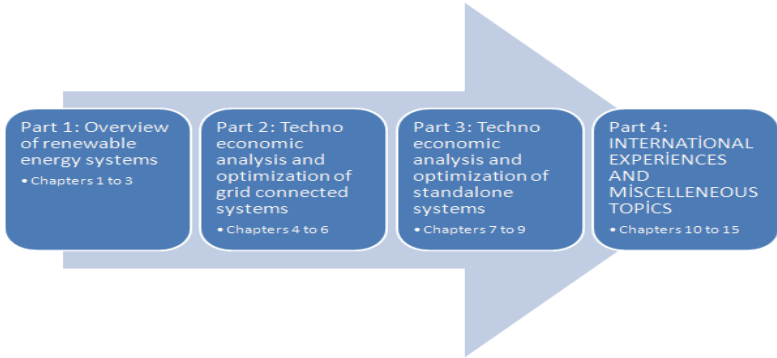 Part 1: Overview
of renewable
energy systems
• Chapters 1 to 3
Part 2: Techno
economic
analysis and
optimization of
grid connected
systems
• Chapters 4 to 6
Part 3: Techno
economic
analysis and
optimization of
standalone
systems
• Chapters 7 to 9
Part 4:
INTERNATİONAL
EXPERİENCES
AND
MİSCELLENEOUS
TOPİCS
• Chapters 10 to 15